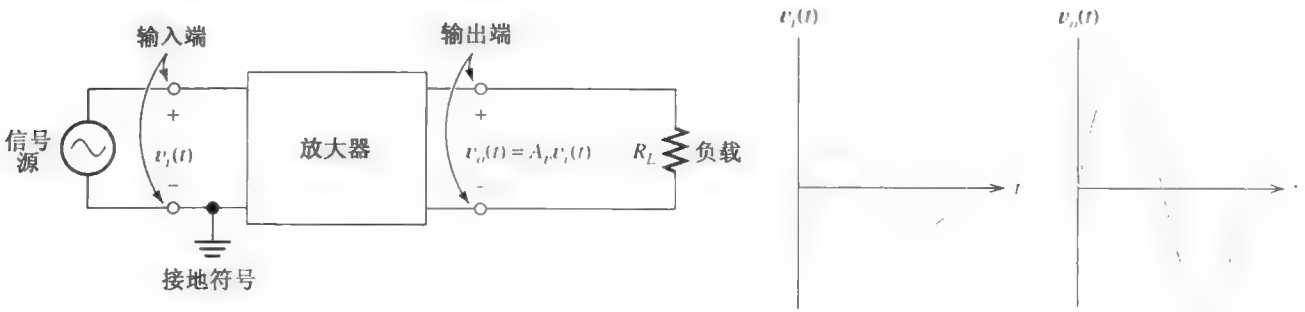 输入端
输出端
信号
源
+
v_i(t)
−
放大器
+
v_o(t) = A_v v_i(t)
-
R_L
负载
接地符号
v_i(t)
t
v_o(t)